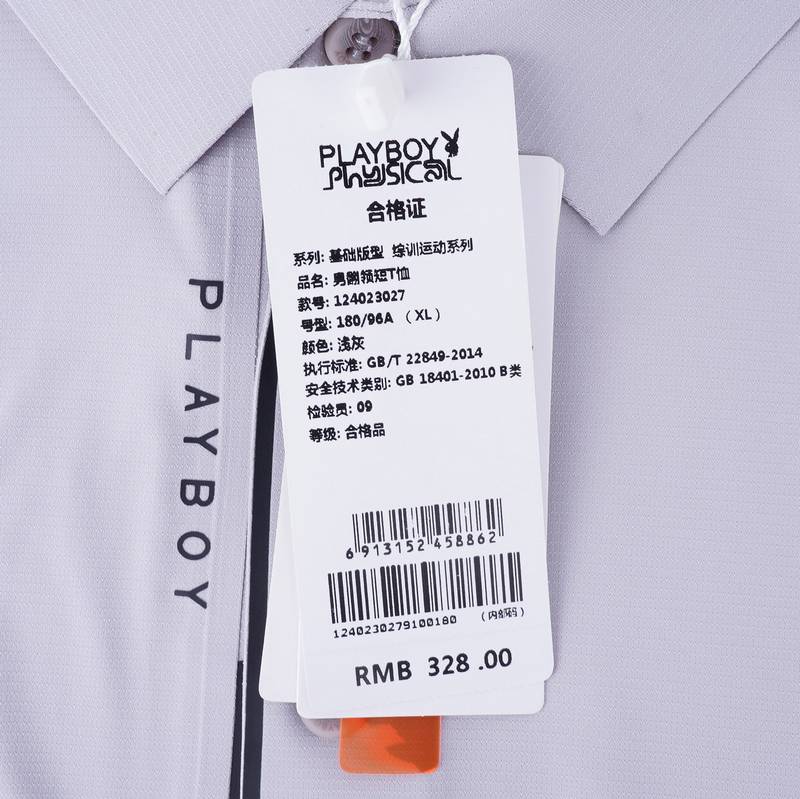 PLAYBOY
PhySICAL
合格证
系列: 基础版型 综训运动系列
品名: 男翻领短T恤
款号: 124023027
号型: 180/96A (XL)
颜色: 浅灰
执行标准: GB/T 22849-2014
安全技术类别: GB 18401-2010 B类
检验员: 09
等级: 合格品
6 913152 458862
1240230279100180 (内部码)
RMB 328.00
PLAYBOY